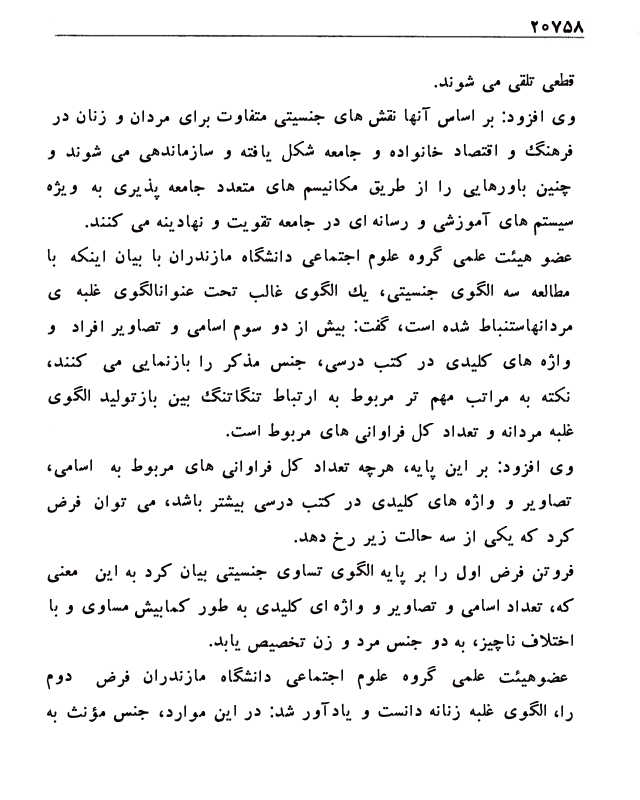 ۲۰۷۵۸
قطعی تلقی می شوند.
وی افزود: بر اساس آنها نقش های جنسیتی متفاوت برای مردان و زنان در
فرهنگ و اقتصاد خانواده و جامعه شکل یافته و سازماندهی می شوند و
چنین باورهایی را از طریق مکانیسم های متعدد جامعه پذیری به ویژه
سیستم های آموزشی و رسانه ای در جامعه تقویت و نهادینه می کنند.
عضو هیئت علمی گروه علوم اجتماعی دانشگاه مازندران با بیان اینکه با
مطالعه سه الگوی جنسیتی، یك الگوی غالب تحت عنوانالگوی غلبه ی
مردانهاستنباط شده است، گفت: بیش از دو سوم اسامی و تصاویر افراد و
واژه های کلیدی در کتب درسی، جنس مذکر را بازنمایی می کنند،
نکته به مراتب مهم تر مربوط به ارتباط تنگاتنگ بین بازتولید الگوی
غلبه مردانه و تعداد کل فراوانی های مربوط است.
وی افزود: بر این پایه، هرچه تعداد کل فراوانی های مربوط به اسامی،
تصاویر و واژه های کلیدی در کتب درسی بیشتر باشد، می توان فرض
کرد که یکی از سه حالت زیر رخ دهد.
فروتن فرض اول را بر پایه الگوی تساوی جنسیتی بیان کرد به این معنی
که، تعداد اسامی و تصاویر و واژه ای کلیدی به طور کمابیش مساوی و با
اختلاف ناچیز، به دو جنس مرد و زن تخصیص یابد.
عضوهیئت علمی گروه علوم اجتماعی دانشگاه مازندران فرض دوم
را، الگوی غلبه زنانه دانست و یادآور شد: در این موارد، جنس مؤنث به